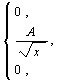 0 ,
A
√x ,
0 ,